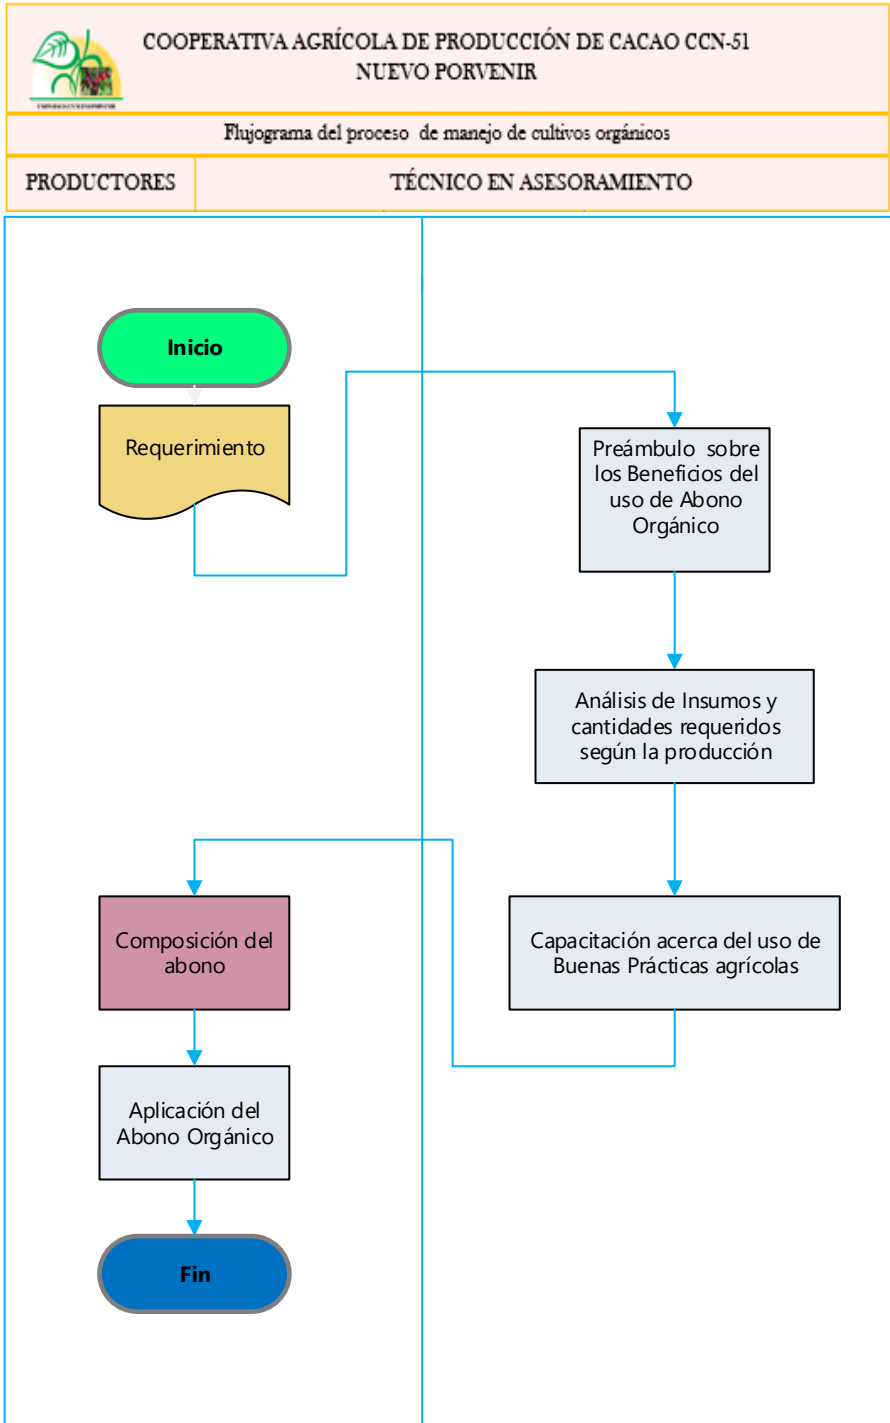 COOPERATIVA AGRÍCOLA DE PRODUCCIÓN DE CACAO CCN-51
NUEVO PORVENIR
Flujograma del proceso de manejo de cultivos orgánicos
PRODUCTORES
TÉCNICO EN ASESORAMIENTO
Inicio
Requerimiento
Preámbulo sobre
los Beneficios del
uso de Abono
Orgánico
Análisis de Insumos y
cantidades requeridos
según la producción
Capacitación acerca del uso de
Buenas Prácticas agrícolas
Composición del
abono
Aplicación del
Abono Orgánico
Fin